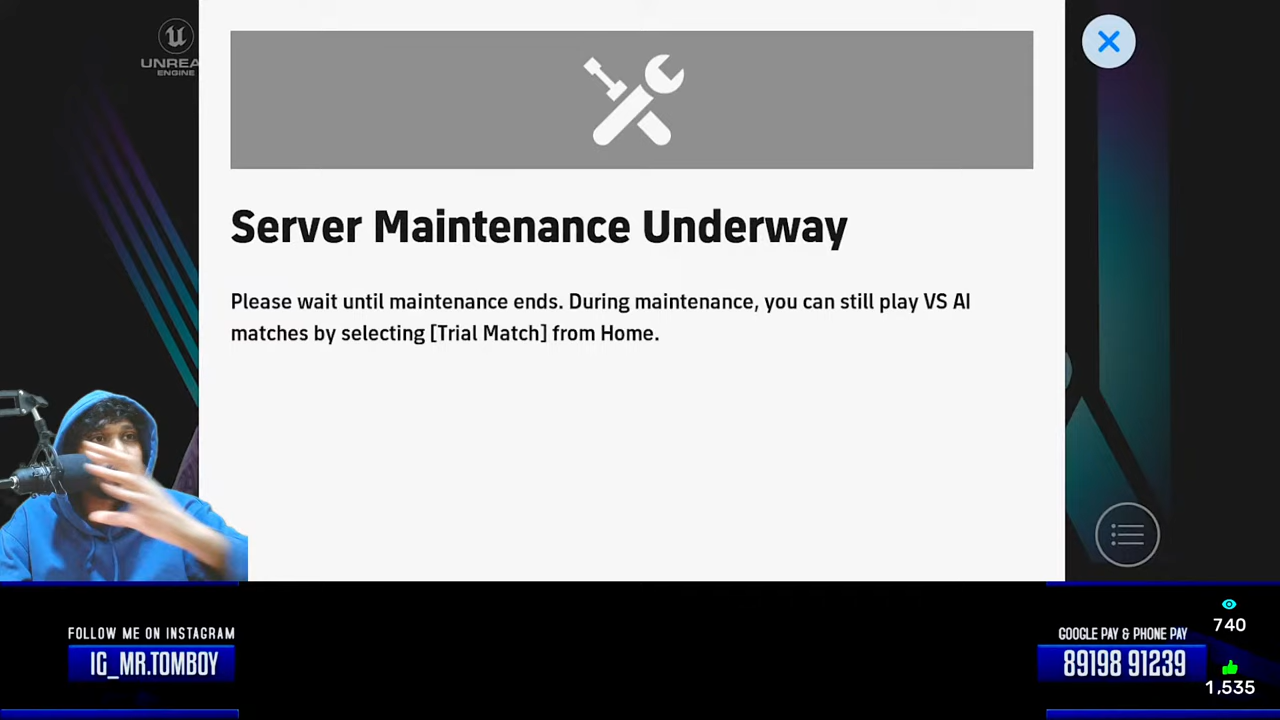 UNREA
ENGINE
Server Maintenance Underway
Please wait until maintenance ends. During maintenance, you can still play VS AI
matches by selecting [Trial Match] from Home.
FOLLOW ME ON INSTAGRAM
IG_MR.TOMBOY
GOOGLE PAY & PHONE PAY
89198 91239
740
1,535